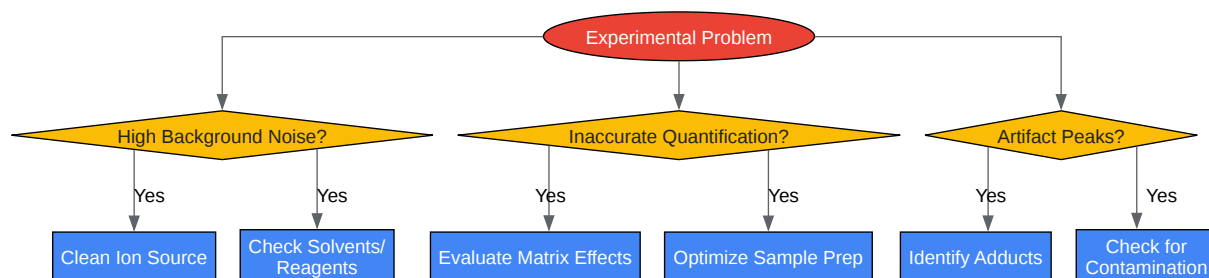 Experimental Problem
High Background Noise?
Inaccurate Quantification?
Artifact Peaks?
Yes
Yes
Yes
Yes
Yes
Yes
Clean Ion Source
Check Solvents/
Reagents
Evaluate Matrix Effects
Optimize Sample Prep
Identify Adducts
Check for
Contamination